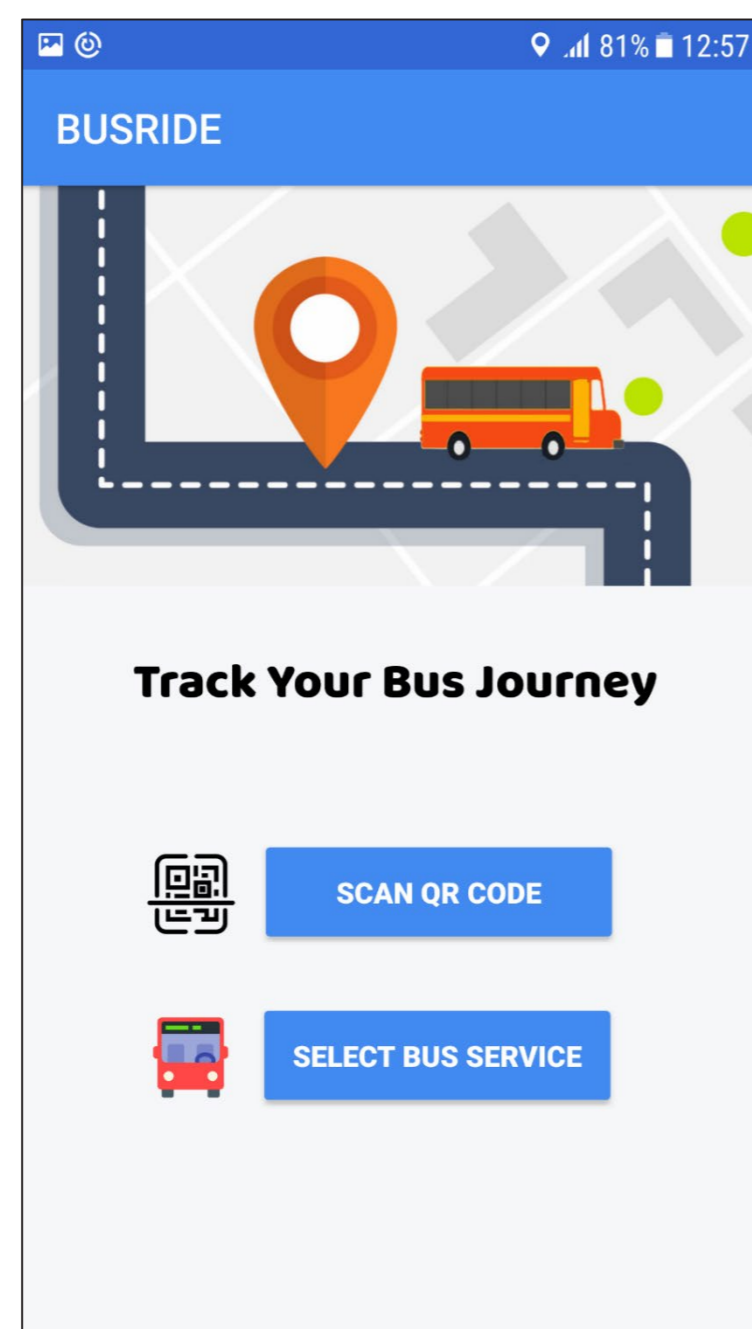 81% 12:57
BUSRIDE
Track Your Bus Journey
SCAN QR CODE
SELECT BUS SERVICE